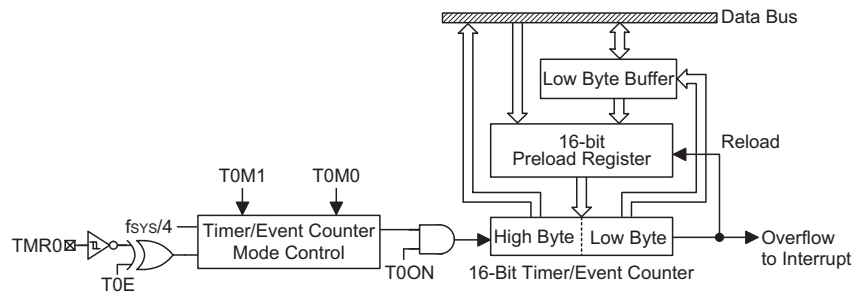 Data Bus
Low Byte Buffer
16-bit
Preload Register
Reload
T0M1
T0M0
fSYS/4
Timer/Event Counter
Mode Control
TMR0
T0E
T0ON
High Byte
Low Byte
Overflow
to Interrupt
16-Bit Timer/Event Counter